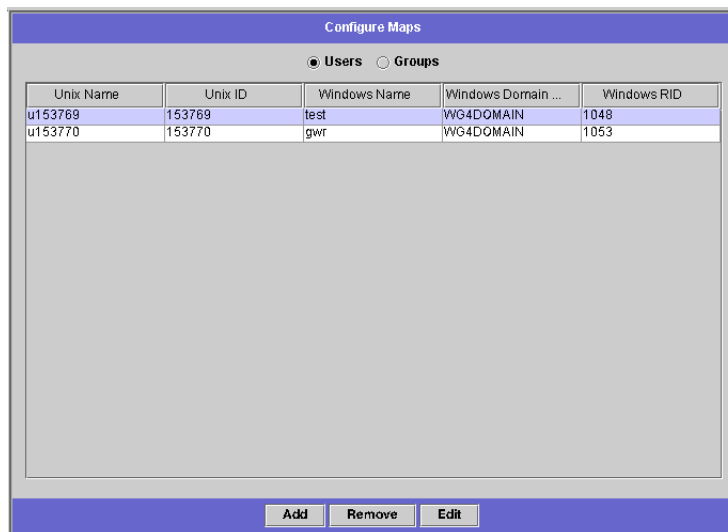 Configure Maps
Users Groups
Unix Name Unix ID Windows Name Windows Domain ... Windows RID
u153769 153769 test WG4DOMAIN 1048
u153770 153770 gwr WG4DOMAIN 1053
Add Remove Edit